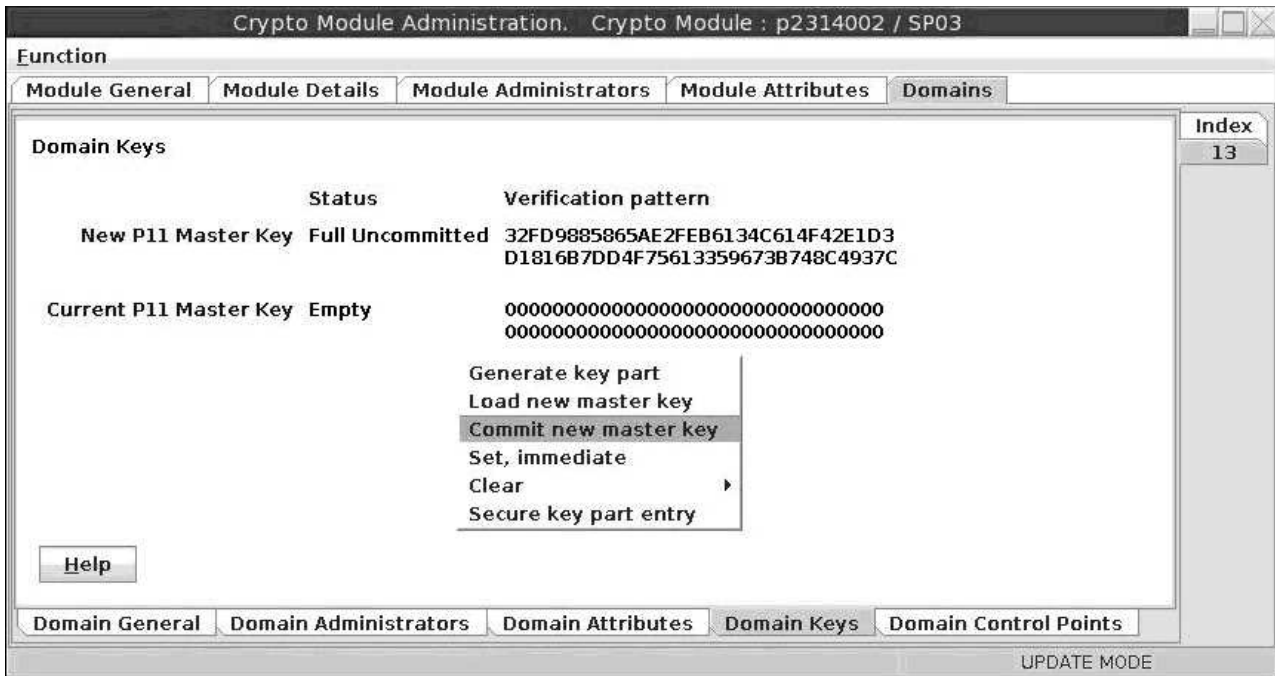 Crypto Module Administration. Crypto Module : p2314002 / SP03
Function
Module General Module Details Module Administrators Module Attributes Domains
Index
13
Domain Keys
Status Verification pattern
New P11 Master Key Full Uncommitted 32FD9885865AE2FEB6134C614F42E1D3
D1816B7DD4F75613359673B748C4937C
Current P11 Master Key Empty 00000000000000000000000000000000
00000000000000000000000000000000
Generate key part
Load new master key
Commit new master key
Set, immediate
Clear
Secure key part entry
Help
Domain General Domain Administrators Domain Attributes Domain Keys Domain Control Points
UPDATE MODE